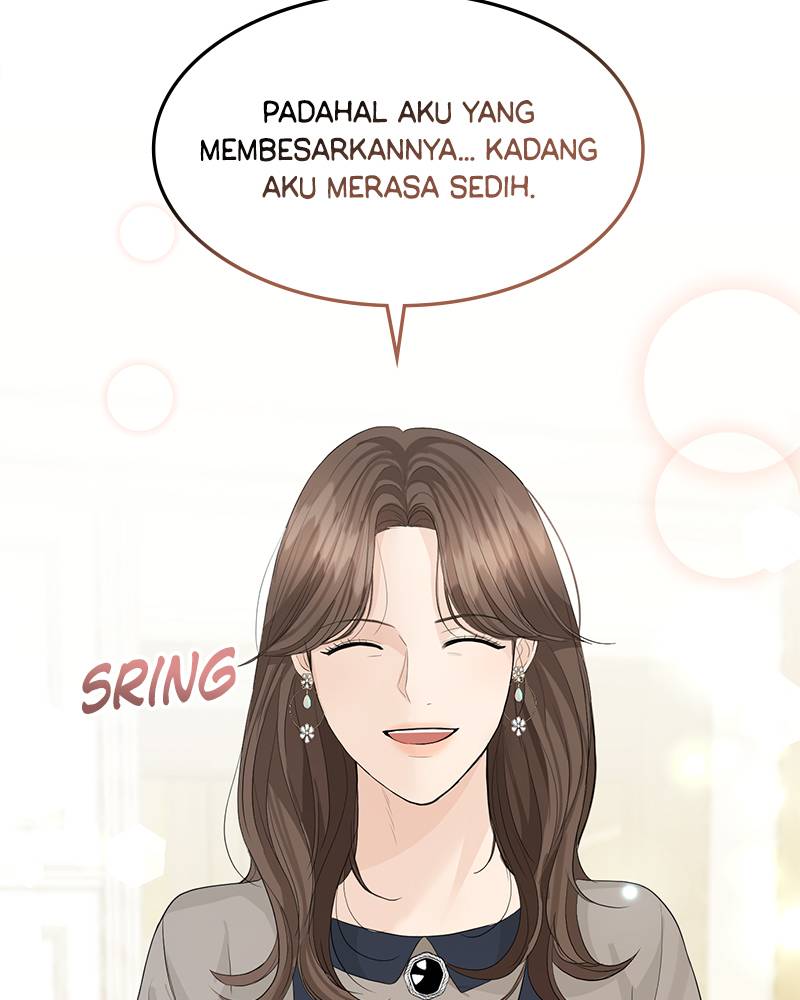 PADAHAL AKU YANG
MEMBESARKANNYA... KADANG
AKU MERASA SEDIH.
SRING